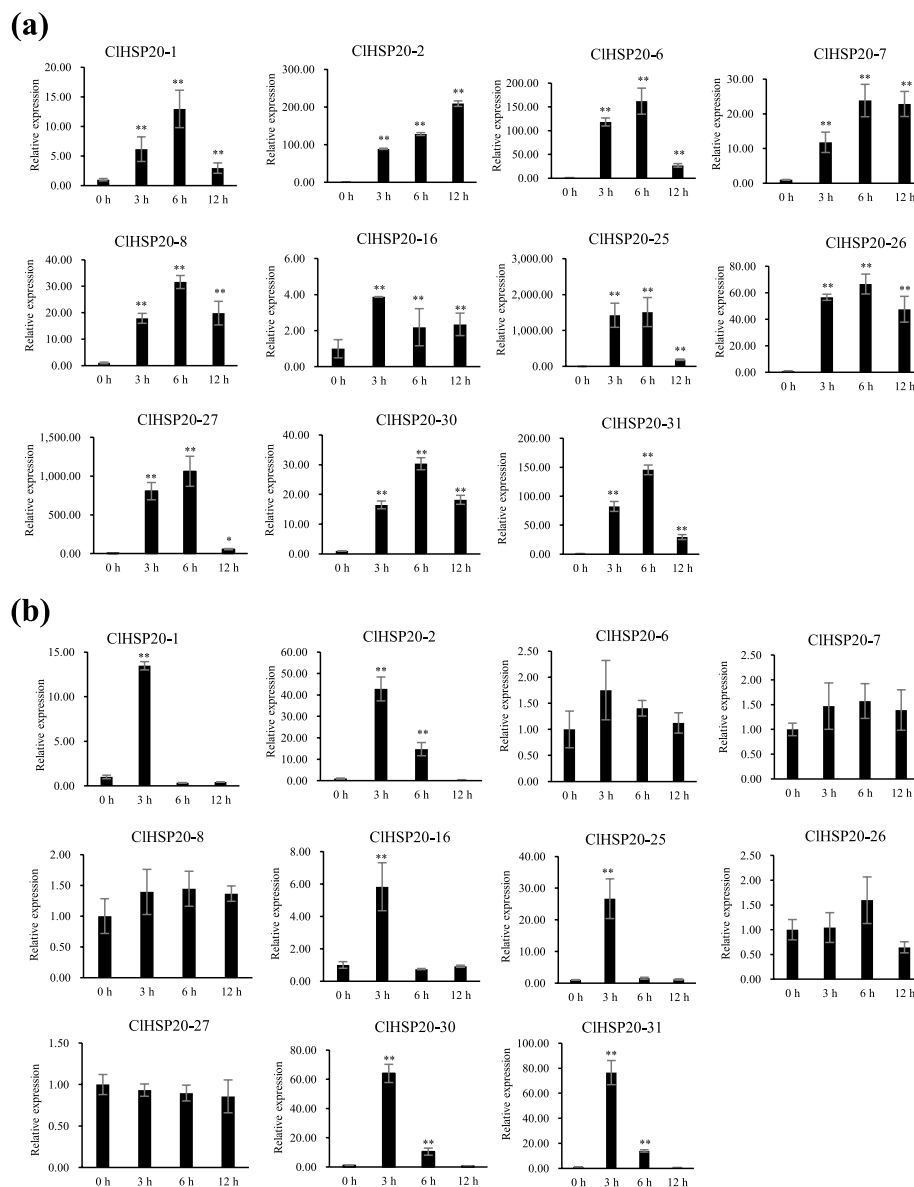 (a)
ClHSP20-1
Relative expression
20.00
15.00
10.00
5.00
0.00
**
**
**
0 h 3 h 6 h 12 h
ClHSP20-2
Relative expression
300.00
200.00
100.00
0.00
**
**
**
0 h 3 h 6 h 12 h
ClHSP20-6
Relative expression
200.00
150.00
100.00
50.00
0.00
**
**
**
0 h 3 h 6 h 12 h
ClHSP20-7
Relative expression
30.00
20.00
10.00
0.00
**
**
**
0 h 3 h 6 h 12 h
ClHSP20-8
Relative expression
40.00
30.00
20.00
10.00
0.00
**
**
**
0 h 3 h 6 h 12 h
ClHSP20-16
Relative expression
6.00
4.00
2.00
0.00
**
**
**
0 h 3 h 6 h 12 h
ClHSP20-25
Relative expression
3,000.00
2,000.00
1,000.00
0.00
**
**
**
0 h 3 h 6 h 12 h
ClHSP20-26
Relative expression
80.00
60.00
40.00
20.00
0.00
**
**
**
0 h 3 h 6 h 12 h
ClHSP20-27
Relative expression
1,500.00
1,000.00
500.00
0.00
**
**
*
0 h 3 h 6 h 12 h
ClHSP20-30
Relative expression
40.00
30.00
20.00
10.00
0.00
**
**
**
0 h 3 h 6 h 12 h
ClHSP20-31
Relative expression
200.00
150.00
100.00
50.00
0.00
**
**
**
0 h 3 h 6 h 12 h
(b)
ClHSP20-1
Relative expression
15.00
10.00
5.00
0.00
**
0 h 3 h 6 h 12 h
ClHSP20-2
Relative expression
60.00
50.00
40.00
30.00
20.00
10.00
0.00
**
**
0 h 3 h 6 h 12 h
ClHSP20-6
Relative expression
2.50
2.00
1.50
1.00
0.50
0.00
0 h 3 h 6 h 12 h
ClHSP20-7
Relative expression
2.50
2.00
1.50
1.00
0.50
0.00
0 h 3 h 6 h 12 h
ClHSP20-8
Relative expression
2.00
1.50
1.00
0.50
0.00
0 h 3 h 6 h 12 h
ClHSP20-16
Relative expression
8.00
6.00
4.00
2.00
0.00
**
0 h 3 h 6 h 12 h
ClHSP20-25
Relative expression
40.00
30.00
20.00
10.00
0.00
**
0 h 3 h 6 h 12 h
ClHSP20-26
Relative expression
2.50
2.00
1.50
1.00
0.50
0.00
0 h 3 h 6 h 12 h
ClHSP20-27
Relative expression
1.50
1.00
0.50
0.00
0 h 3 h 6 h 12 h
ClHSP20-30
Relative expression
80.00
60.00
40.00
20.00
0.00
**
**
0 h 3 h 6 h 12 h
ClHSP20-31
Relative expression
100.00
80.00
60.00
40.00
20.00
0.00
**
**
0 h 3 h 6 h 12 h